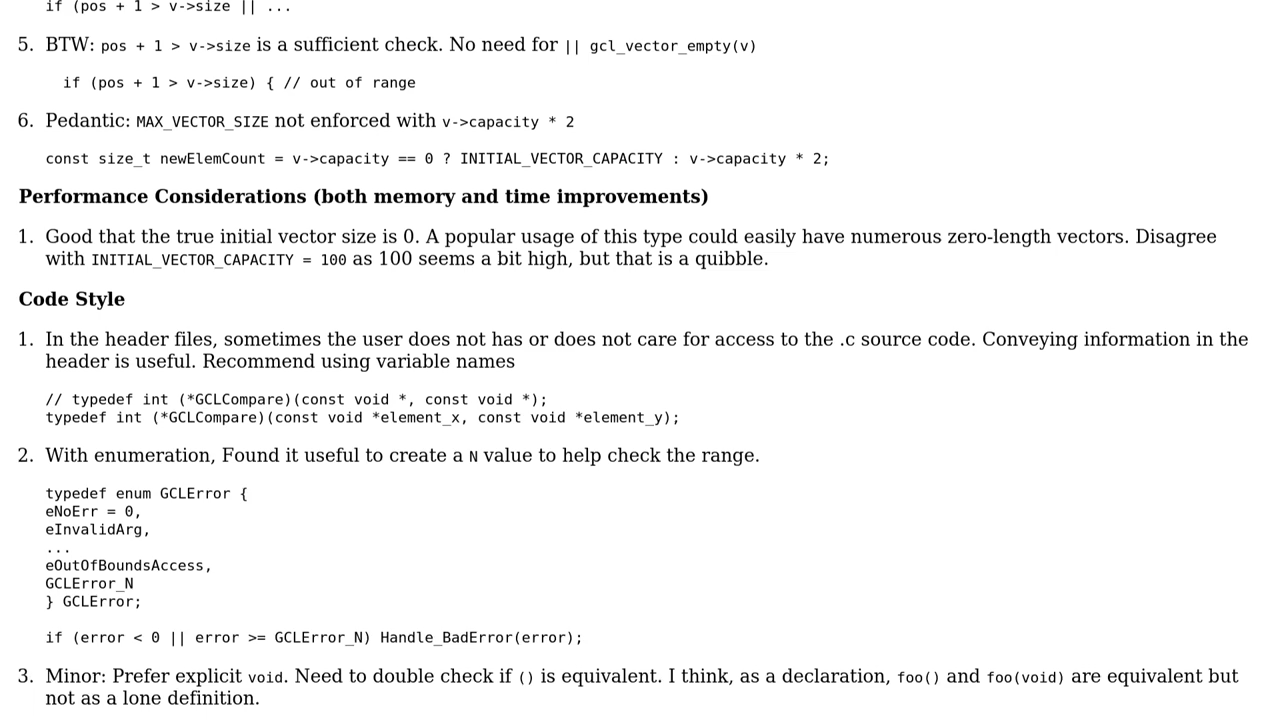 if (pos + 1 > v->size || ...
5. BTW: pos + 1 > v->size is a sufficient check. No need for || gcl_vector_empty(v)
if (pos + 1 > v->size) { // out of range
6. Pedantic: MAX_VECTOR_SIZE not enforced with v->capacity * 2
const size_t newElemCount = v->capacity == 0 ? INITIAL_VECTOR_CAPACITY : v->capacity * 2;
Performance Considerations (both memory and time improvements)
1. Good that the true initial vector size is 0. A popular usage of this type could easily have numerous zero-length vectors. Disagree
with INITIAL_VECTOR_CAPACITY = 100 as 100 seems a bit high, but that is a quibble.
Code Style
1. In the header files, sometimes the user does not has or does not care for access to the .c source code. Conveying information in the
header is useful. Recommend using variable names
// typedef int (*GCLCompare)(const void *, const void *);
typedef int (*GCLCompare)(const void *element_x, const void *element_y);
2. With enumeration, Found it useful to create a N value to help check the range.
typedef enum GCLError {
eNoErr = 0,
eInvalidArg,
...
eOutOfBoundsAccess,
GCLError_N
} GCLError;
if (error < 0 || error >= GCLError_N) Handle_BadError(error);
3. Minor: Prefer explicit void. Need to double check if () is equivalent. I think, as a declaration, foo() and foo(void) are equivalent but
not as a lone definition.